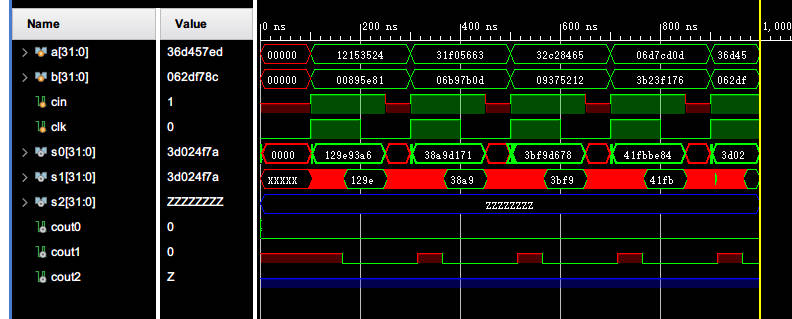 Name Value 0 ns 200 ns 400 ns 600 ns 800 ns 1,000
a[31:0] 36d457ed 00000 12153524 31f05663 32c28465 06d7cd0d 36d45
b[31:0] 062df78c 00000 00895e81 06b97b0d 09375212 3b23f176 062df
cin 1
clk 0
s0[31:0] 3d024f7a 0000 129e93a6 38a9d171 3bf9d678 41fbbe84 3d02
s1[31:0] 3d024f7a XXXXX 129e 38a9 3bf9 41fb
s2[31:0] ZZZZZZZZ ZZZZZZZZ
cout0 0
cout1 0
cout2 Z